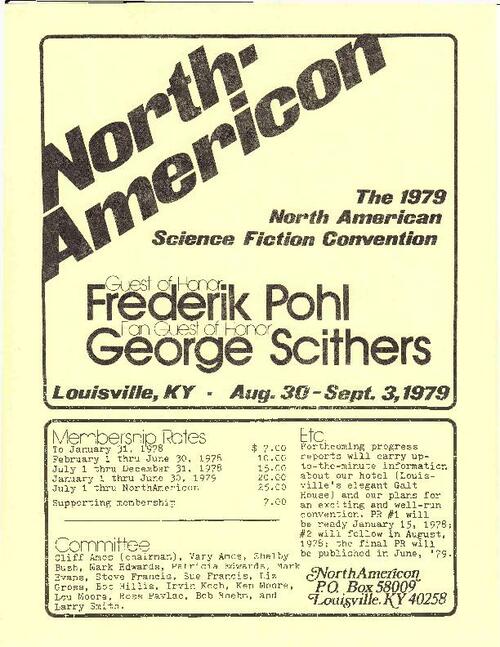 North-
Americon
The 1979
North American
Science Fiction Convention
Guest of Honor
Frederik Pohl
Fan Guest of Honor
George Scithers
Louisville, KY - Aug. 30-Sept. 3, 1979
Membership Rates
To January 31, 1978 $ 7.00
February 1 thru June 30, 1978 10.00
July 1 thru December 31, 1978 15.00
January 1 thru June 30, 1979 20.00
July 1 thru NorthAmericon 25.00
Supporting membership 7.00
Committee
Cliff Amos (chairman), Mary Amos, Shelby
Bush, Mark Edwards, Patricia Edwards, Mark
Evans, Steve Francis, Sue Francis, Liz
Gross, Bob Hillis, Irvin Koch, Ken Moore,
Lou Moore, Ross Pavlac, Bob Roehm, and
Larry Smith.
Etc.
Forthcoming progress
reports will carry up-
to-the-minute information
about our hotel (Louis-
ville's elegant Galt
House) and our plans for
an exciting and well-run
convention. PR #1 will
be ready January 15, 1978;
#2 will follow in August,
1978; the final PR will
be published in June, '79.
NorthAmericon
P.O. Box 58009
Louisville, KY 40258